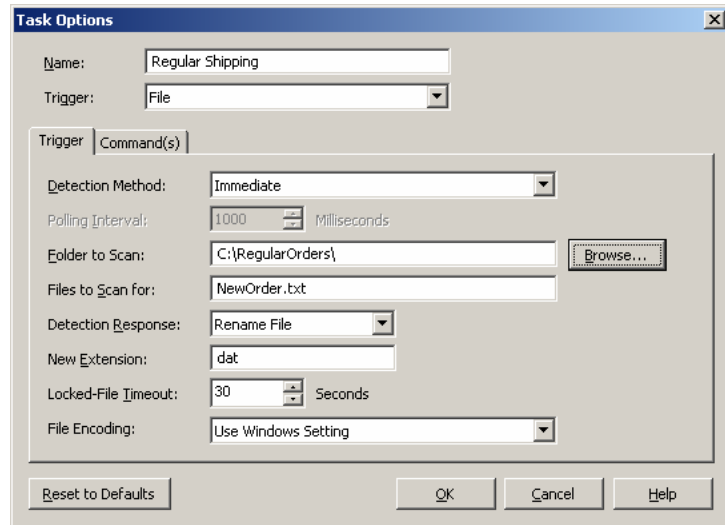 Task Options
Name: Regular Shipping
Trigger: File
Trigger Command(s)
Detection Method: Immediate
Polling Interval: 1000 Milliseconds
Folder to Scan: C:\RegularOrders\ Browse...
Files to Scan for: NewOrder.txt
Detection Response: Rename File
New Extension: dat
Locked-File Timeout: 30 Seconds
File Encoding: Use Windows Setting
Reset to Defaults OK Cancel Help